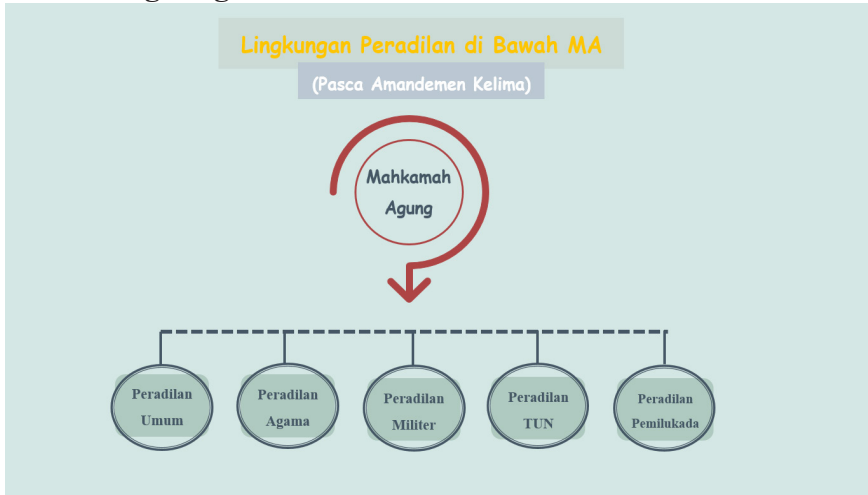 Lingkungan Peradilan di Bawah MA
(Pasca Amandemen Kelima)
Mahkamah
Agung
Peradilan
Umum
Peradilan
Agama
Peradilan
Militer
Peradilan
TUN
Peradilan
Pemilukada